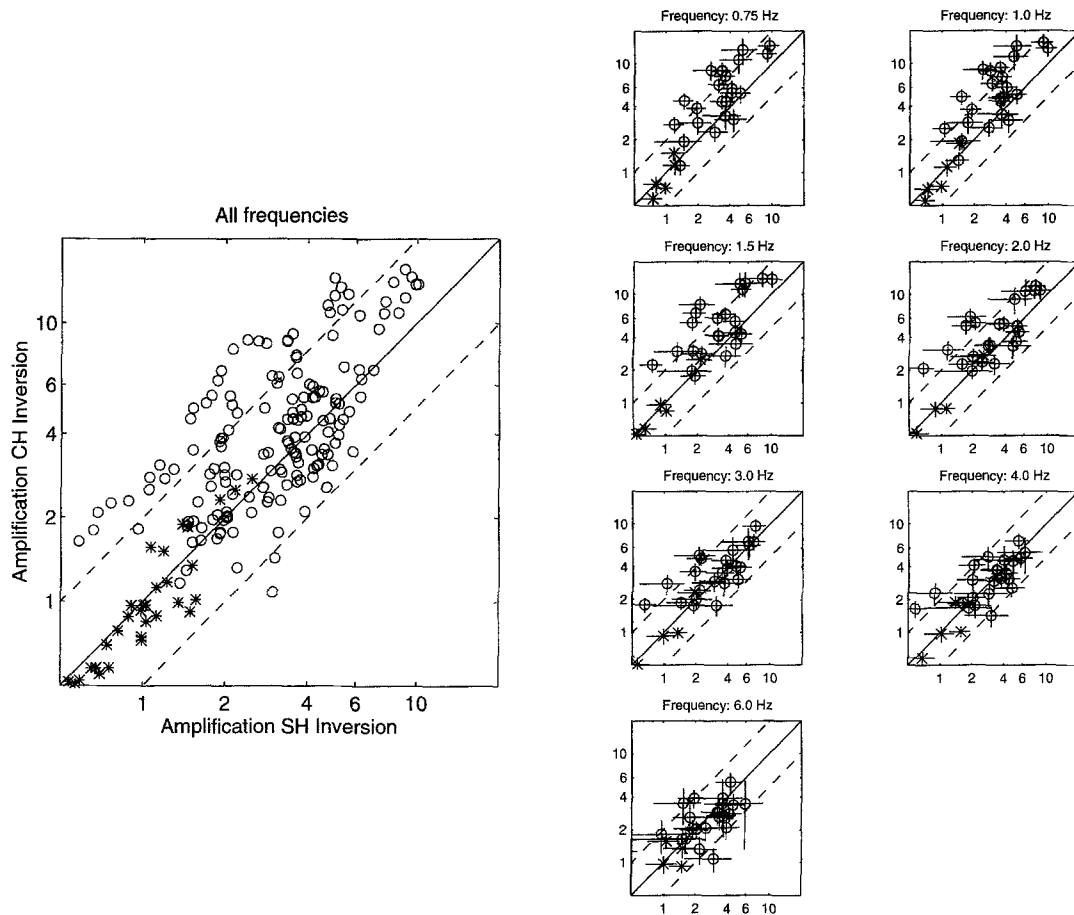 All frequencies
10
6
4
2
1
1 2 4 6 10
Amplification CH Inversion
Amplification SH Inversion
Frequency: 0.75 Hz
10
6
4
2
1
1 2 4 6 10
Frequency: 1.0 Hz
10
6
4
2
1
1 2 4 6 10
Frequency: 1.5 Hz
10
6
4
2
1
1 2 4 6 10
Frequency: 2.0 Hz
10
6
4
2
1
1 2 4 6 10
Frequency: 3.0 Hz
10
6
4
2
1
1 2 4 6 10
Frequency: 4.0 Hz
10
6
4
2
1
1 2 4 6 10
Frequency: 6.0 Hz
10
6
4
2
1
1 2 4 6 10